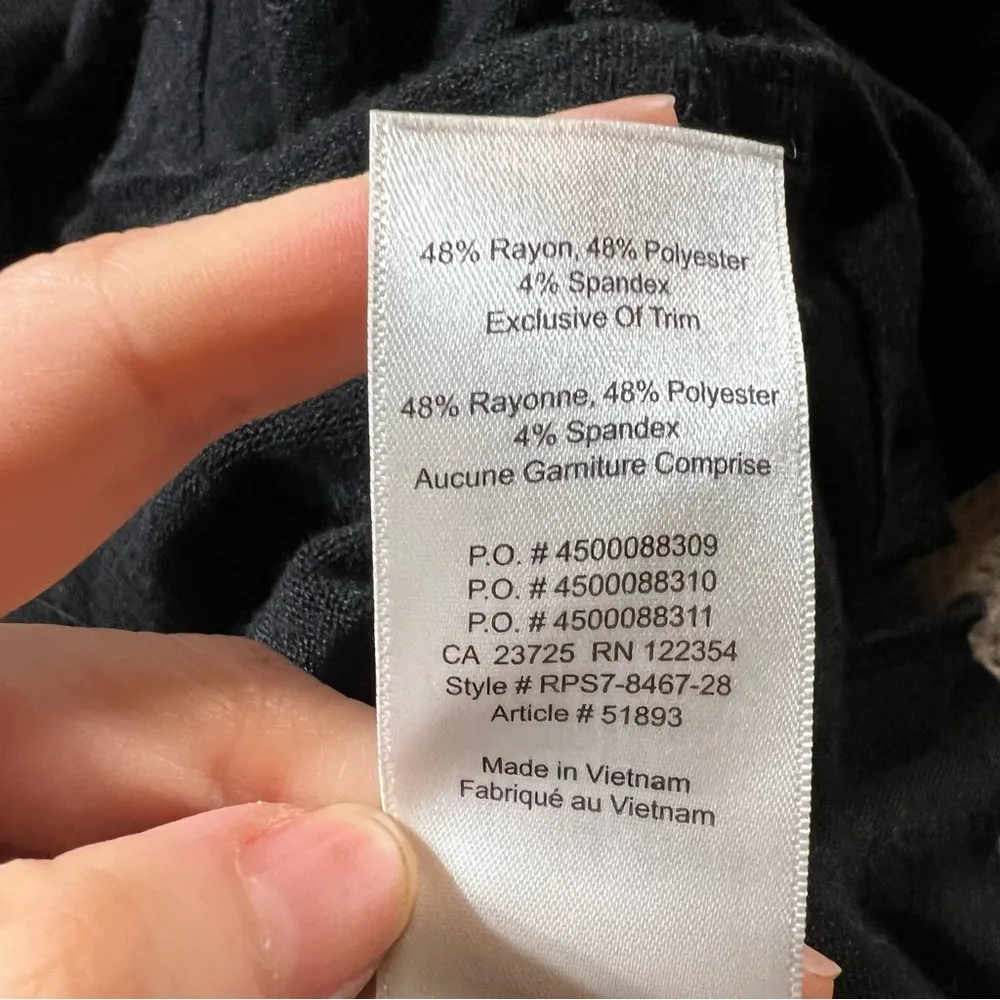 48% Rayon, 48% Polyester
4% Spandex
Exclusive Of Trim
48% Rayonne, 48% Polyester
4% Spandex
Aucune Garniture Comprise
P.O. # 4500088309
P.O. # 4500088310
P.O. # 4500088311
CA 23725 RN 122354
Style # RPS7-8467-28
Article # 51893
Made in Vietnam
Fabriqué au Vietnam